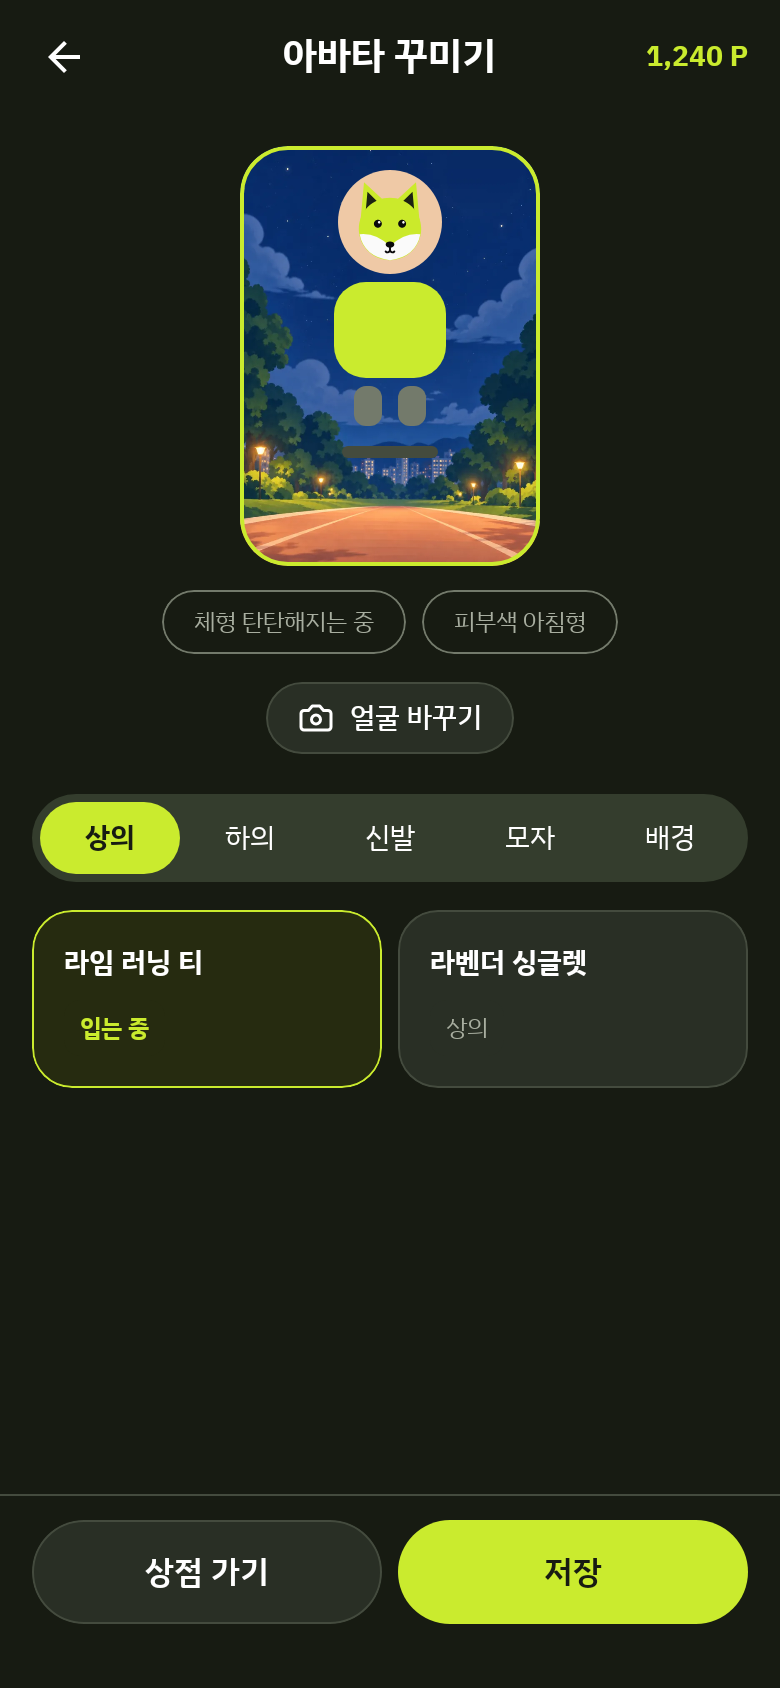 아바타 꾸미기
1,240 P
체형 탄탄해지는 중
피부색 아침형
얼굴 바꾸기
상의
하의
신발
모자
배경
라임 러닝 티
입는 중
라벤더 싱글렛
상의
상점 가기
저장